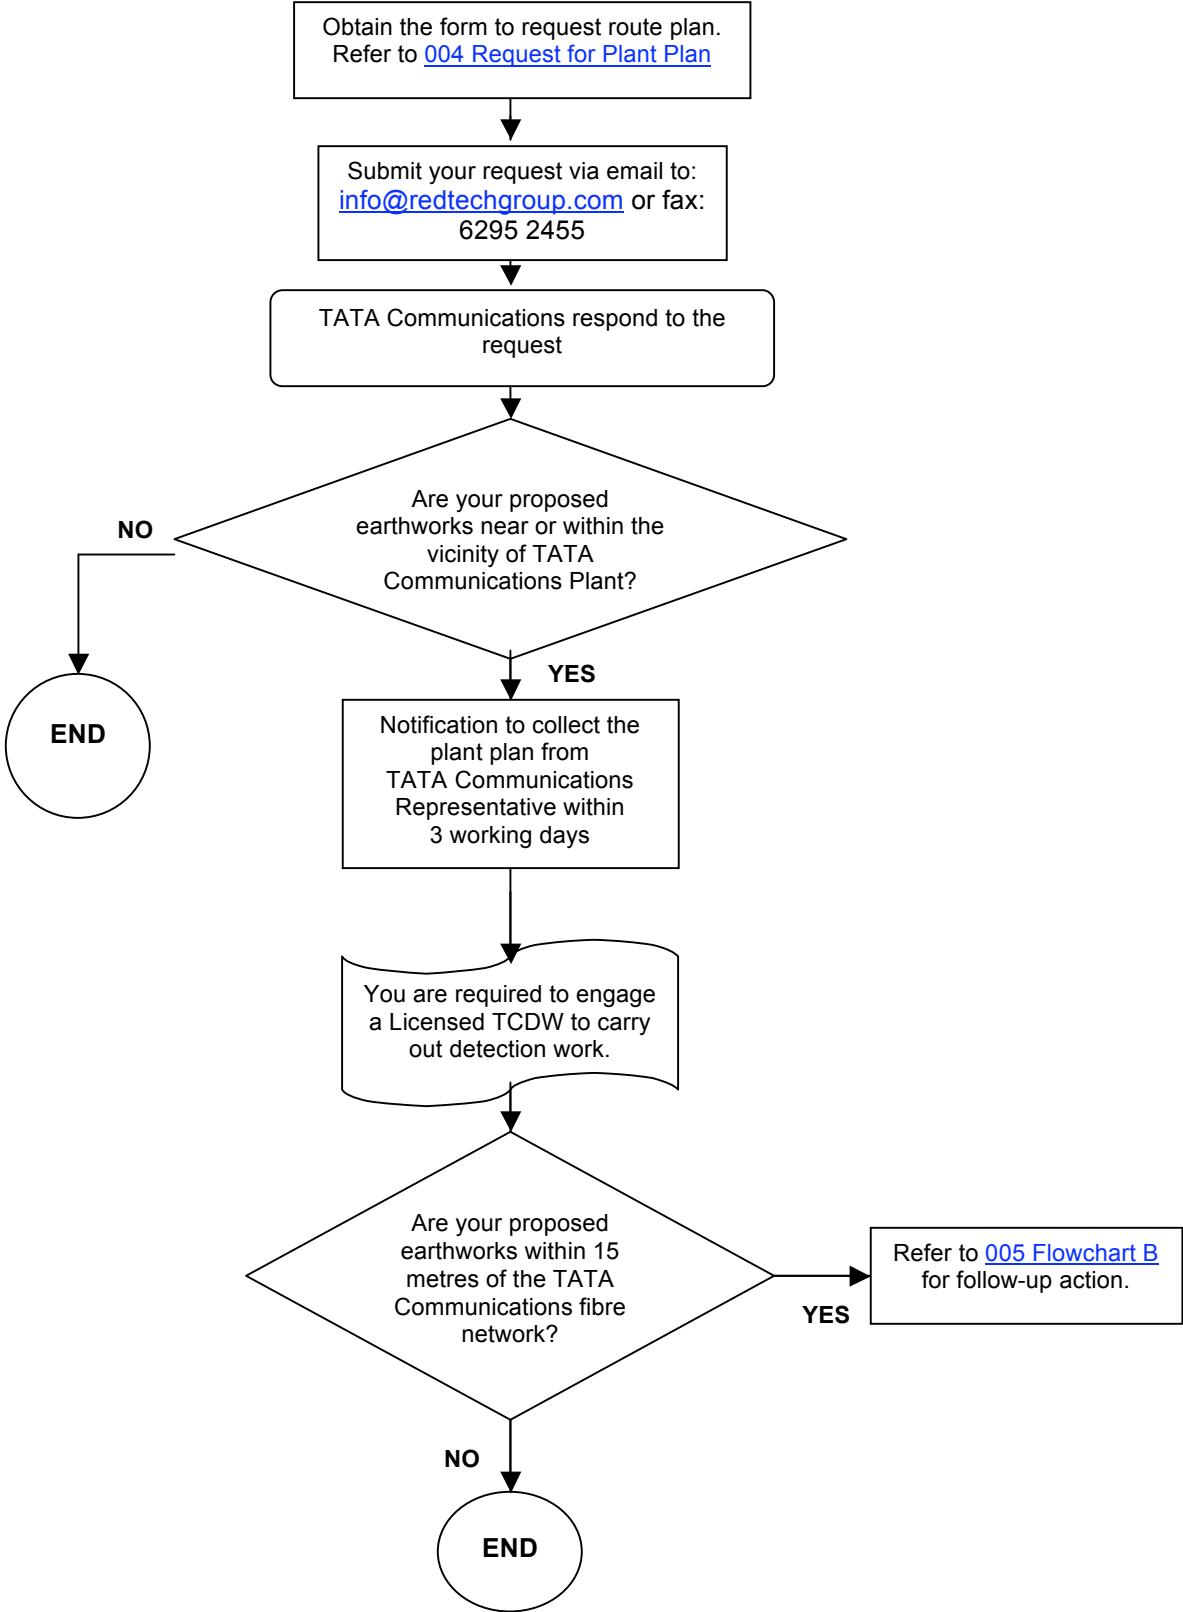 Obtain the form to request route plan.
Refer to 004 Request for Plant Plan
Submit your request via email to:
info@redtechgroup.com or fax:
6295 2455
TATA Communications respond to the
request
Are your proposed
earthworks near or within the
vicinity of TATA
Communications Plant?
NO
END
YES
Notification to collect the
plant plan from
TATA Communications
Representative within
3 working days
You are required to engage
a Licensed TCDW to carry
out detection work.
Are your proposed
earthworks within 15
metres of the TATA
Communications fibre
network?
YES
Refer to 005 Flowchart B
for follow-up action.
NO
END